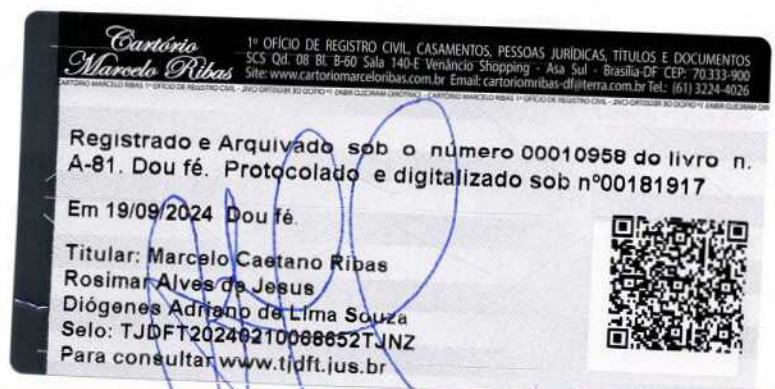 Cartório
Marcelo Ribas
1º OFÍCIO DE REGISTRO CIVIL, CASAMENTOS, PESSOAS JURÍDICAS, TÍTULOS E DOCUMENTOS
SCS Qd. 08 Bl. B-60 Sala 140-E Venâncio Shopping - Asa Sul - Brasília-DF CEP: 70.333-900
Site: www.cartoriomarceloribas.com.br Email: cartoriomribas-df@terra.com.br Tel.: (61) 3224-4026
Registrado e Arquivado sob o número 00010958 do livro n.
A-81. Dou fé. Protocolado e digitalizado sob nº00181917
Em 19/09/2024 Dou fé.
Titular: Marcelo Caetano Ribas
Rosimar Alves de Jesus
Diógenes Adriano de Lima Souza
Selo: TJDFT20240210068652TJNZ
Para consultar www.tjdft.jus.br